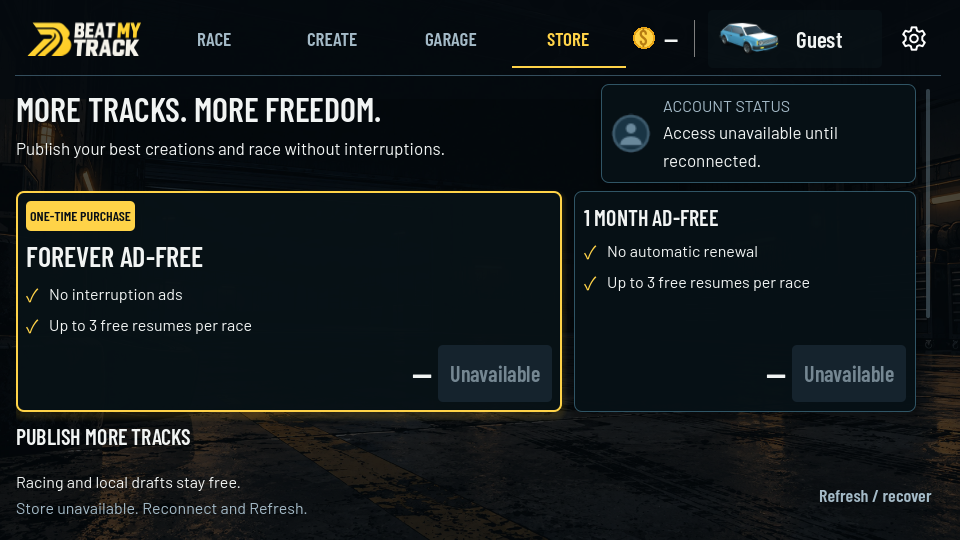 BEATMY
TRACK
RACE
CREATE
GARAGE
STORE
—
Guest
MORE TRACKS. MORE FREEDOM.
Publish your best creations and race without interruptions.
ACCOUNT STATUS
Access unavailable until
reconnected.
ONE-TIME PURCHASE
FOREVER AD-FREE
✓ No interruption ads
✓ Up to 3 free resumes per race
— Unavailable
1 MONTH AD-FREE
✓ No automatic renewal
✓ Up to 3 free resumes per race
— Unavailable
PUBLISH MORE TRACKS
Racing and local drafts stay free.
Store unavailable. Reconnect and Refresh.
Refresh / recover